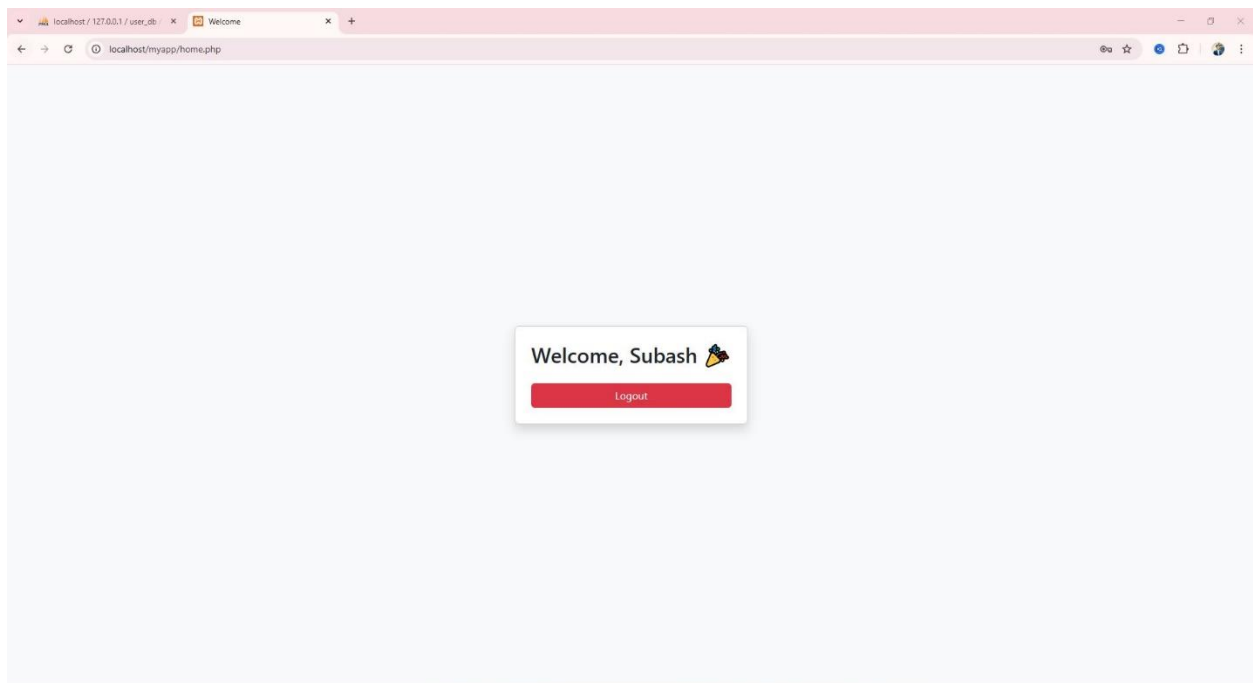 localhost / 127.0.0.1 / user_db /
Welcome
localhost/myapp/home.php
Welcome, Subash 🎉
Logout